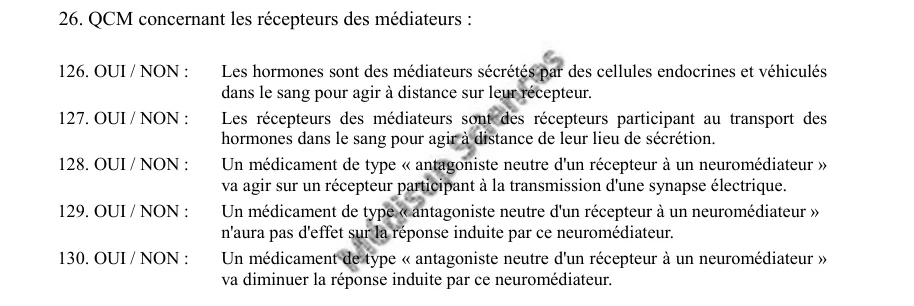 26. QCM concernant les récepteurs des médiateurs :
126. OUI / NON : Les hormones sont des médiateurs sécrétés par des cellules endocrines et véhiculés
dans le sang pour agir à distance sur leur récepteur.
127. OUI / NON : Les récepteurs des médiateurs sont des récepteurs participant au transport des
hormones dans le sang pour agir à distance de leur lieu de sécrétion.
128. OUI / NON : Un médicament de type « antagoniste neutre d'un récepteur à un neuromédiateur »
va agir sur un récepteur participant à la transmission d'une synapse électrique.
129. OUI / NON : Un médicament de type « antagoniste neutre d'un récepteur à un neuromédiateur »
n'aura pas d'effet sur la réponse induite par ce neuromédiateur.
130. OUI / NON : Un médicament de type « antagoniste neutre d'un récepteur à un neuromédiateur »
va diminuer la réponse induite par ce neuromédiateur.
Médisup Sciences